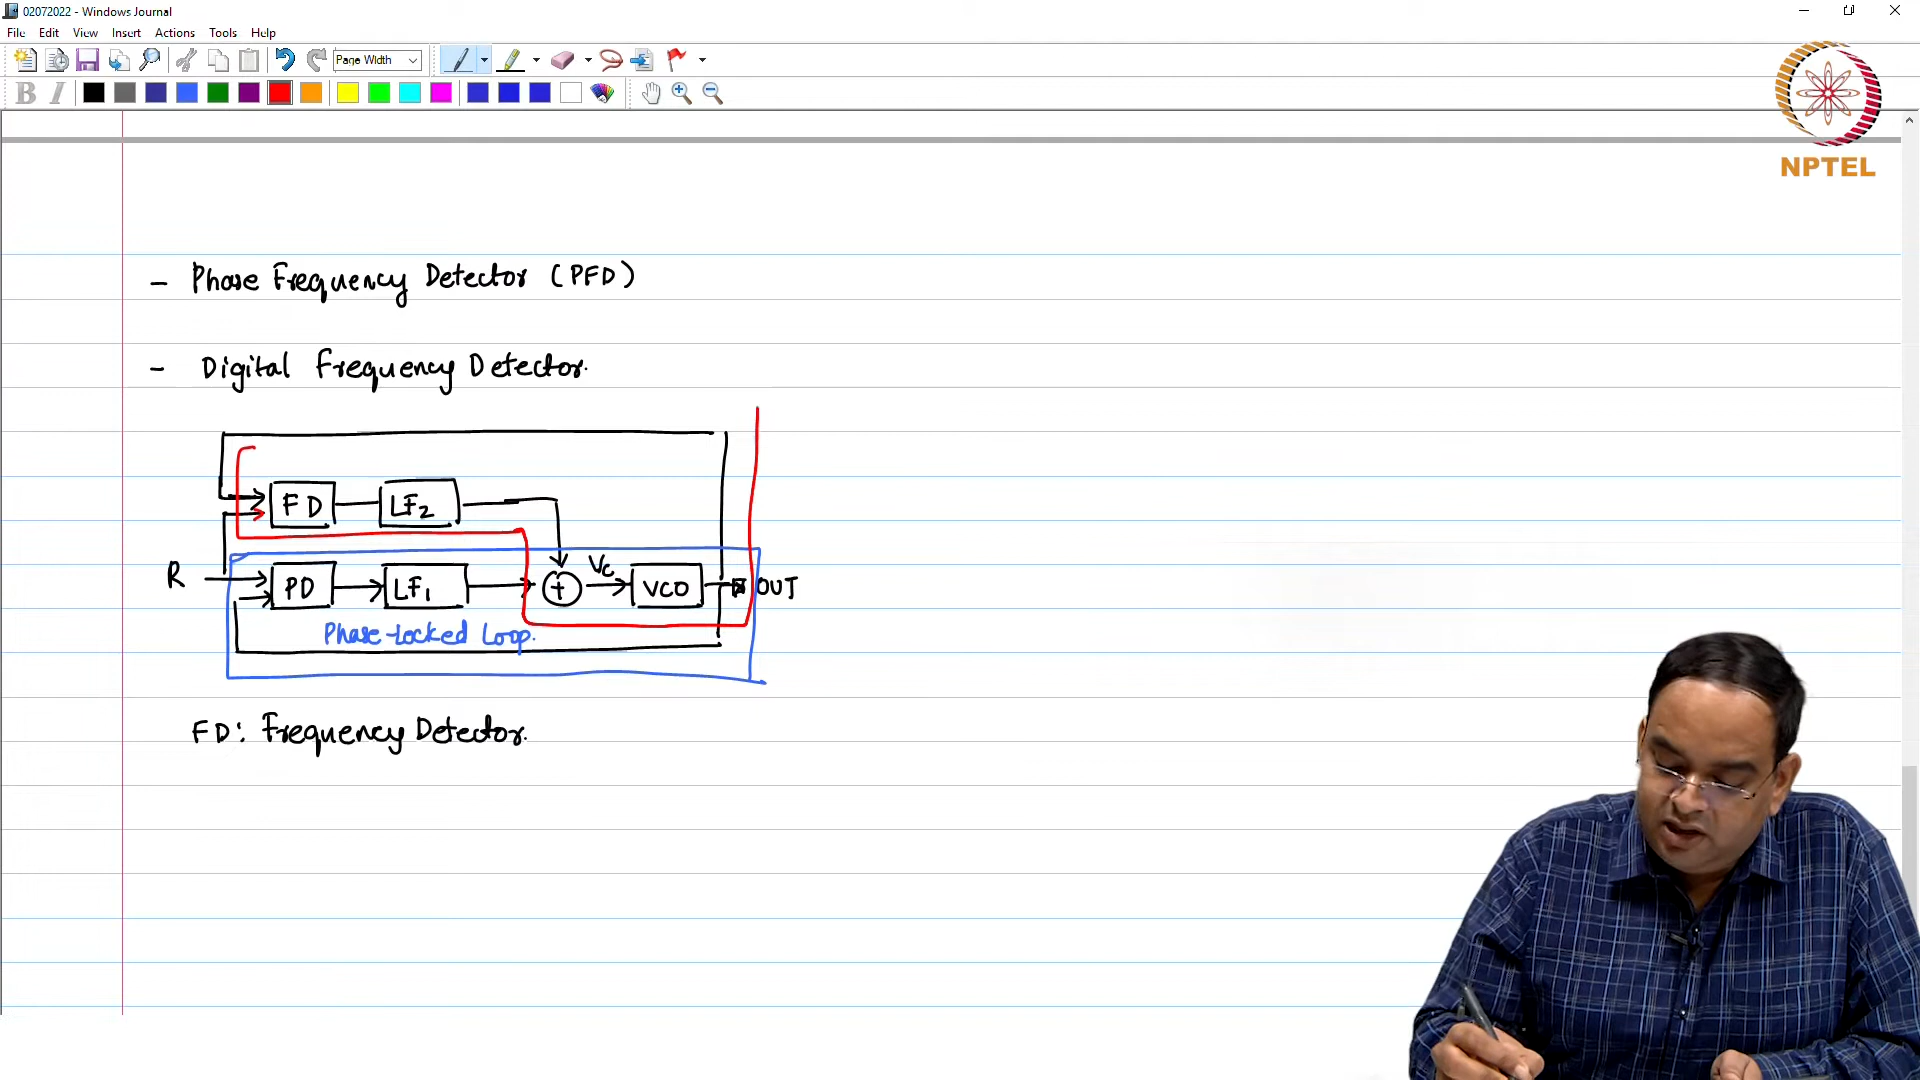 02072022 - Windows Journal
File Edit View Insert Actions Tools Help
Page Width
B I
NPTEL
- Phase Frequency Detector (PFD)
- Digital Frequency Detector.
FD LF2
R PD LF1 + Vc VCO OUT
Phase-Locked Loop.
FD: Frequency Detector.